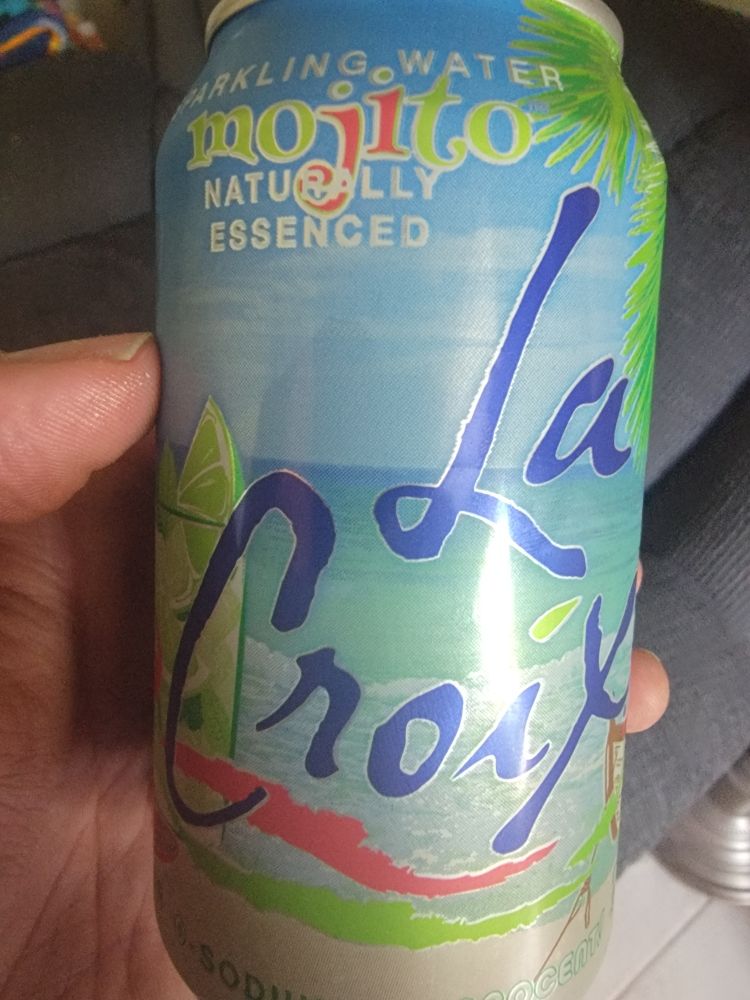 SPARKLING WATER
mojito
NATURALLY
ESSENCED
La
Croix